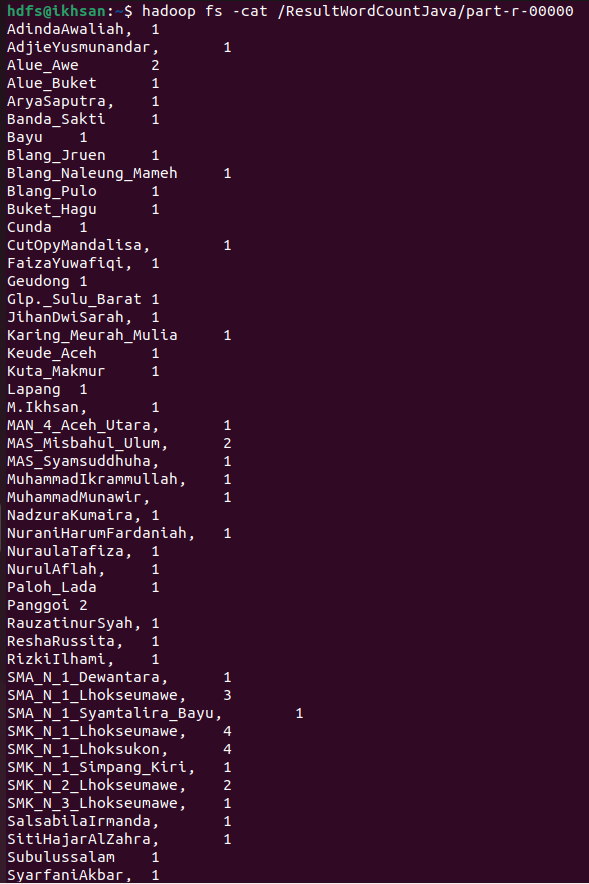 hdfs@ikhsan:~$ hadoop fs -cat /ResultWordCountJava/part-r-00000
AdindaAwaliah,	1
AdjieYusmunandar,	1
Alue_Awe	2
Alue_Buket	1
AryaSaputra,	1
Banda_Sakti	1
Bayu	1
Blang_Jruen	1
Blang_Naleung_Mameh	1
Blang_Pulo	1
Buket_Hagu	1
Cunda	1
CutOpyMandalisa,	1
FaizaYuwafiqi,	1
Geudong	1
Glp._Sulu_Barat	1
JihanDwiSarah,	1
Karing_Meurah_Mulia	1
Keude_Aceh	1
Kuta_Makmur	1
Lapang	1
M.Ikhsan,	1
MAN_4_Aceh_Utara,	1
MAS_Misbahul_Ulum,	2
MAS_Syamsuddhuha,	1
MuhammadIkrammullah,	1
MuhammadMunawir,	1
NadzuraKumaira,	1
NuraniHarumFardaniah,	1
NuraulaTafiza,	1
NurulAflah,	1
Paloh_Lada	1
Panggoi	2
RauzatinurSyah,	1
ReshaRussita,	1
RizkiIlhami,	1
SMA_N_1_Dewantara,	1
SMA_N_1_Lhokseumawe,	3
SMA_N_1_Syamtalira_Bayu,	1
SMK_N_1_Lhokseumawe,	4
SMK_N_1_Lhoksukon,	4
SMK_N_1_Simpang_Kiri,	1
SMK_N_2_Lhokseumawe,	2
SMK_N_3_Lhokseumawe,	1
SalsabilaIrmanda,	1
SitiHajarAlZahra,	1
Subulussalam	1
SyarfaniAkbar,	1